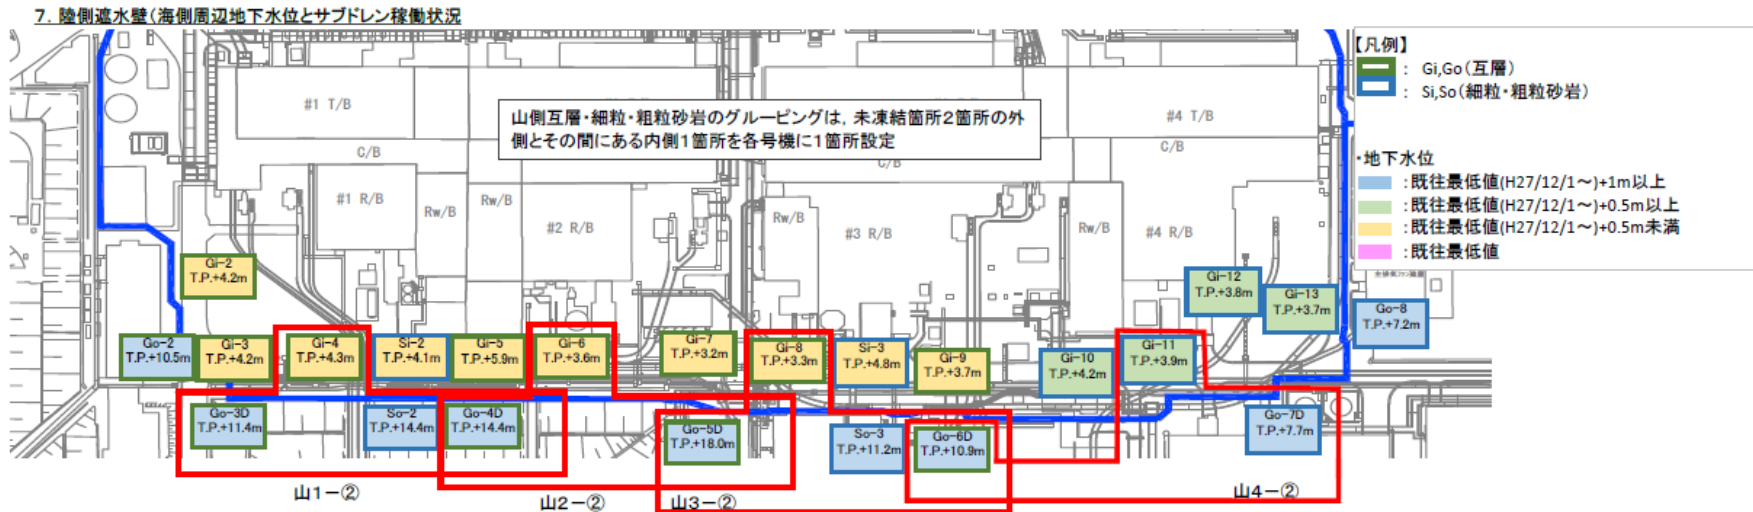 7. 陸側遮水壁(海側周辺地下水位とサブドレン稼働状況
【凡例】
: Gi,Go(互層)
: Si,So(細粒・粗粒砂岩)
・地下水位
:既往最低値(H27/12/1～)+1m以上
:既往最低値(H27/12/1～)+0.5m以上
:既往最低値(H27/12/1～)+0.5m未満
:既往最低値
山側互層・細粒・粗粒砂岩のグルーピングは, 未凍結箇所2箇所の外
側とその間にある内側1箇所を各号機に1箇所設定
#1 T/B
#4 T/B
C/B
C/B
C/B
#1 R/B
Rw/B
Rw/B
#2 R/B
Rw/B
#3 R/B
Rw/B
#4 R/B
Gi-2
T.P.+4.2m
Gi-12
T.P.+3.8m
Gi-13
T.P.+3.7m
Go-8
T.P.+7.2m
Go-2
T.P.+10.5m
Gi-3
T.P.+4.2m
Gi-4
T.P.+4.3m
Si-2
T.P.+4.1m
Gi-5
T.P.+5.9m
Gi-6
T.P.+3.6m
Gi-7
T.P.+3.2m
Gi-8
T.P.+3.3m
Si-3
T.P.+4.8m
Gi-9
T.P.+3.7m
Gi-10
T.P.+4.2m
Gi-11
T.P.+3.9m
Go-3D
T.P.+11.4m
So-2
T.P.+14.4m
Go-4D
T.P.+14.4m
Go-5D
T.P.+18.0m
So-3
T.P.+11.2m
Go-6D
T.P.+10.9m
Go-7D
T.P.+7.7m
山1-②
山2-②
山3-②
山4-②